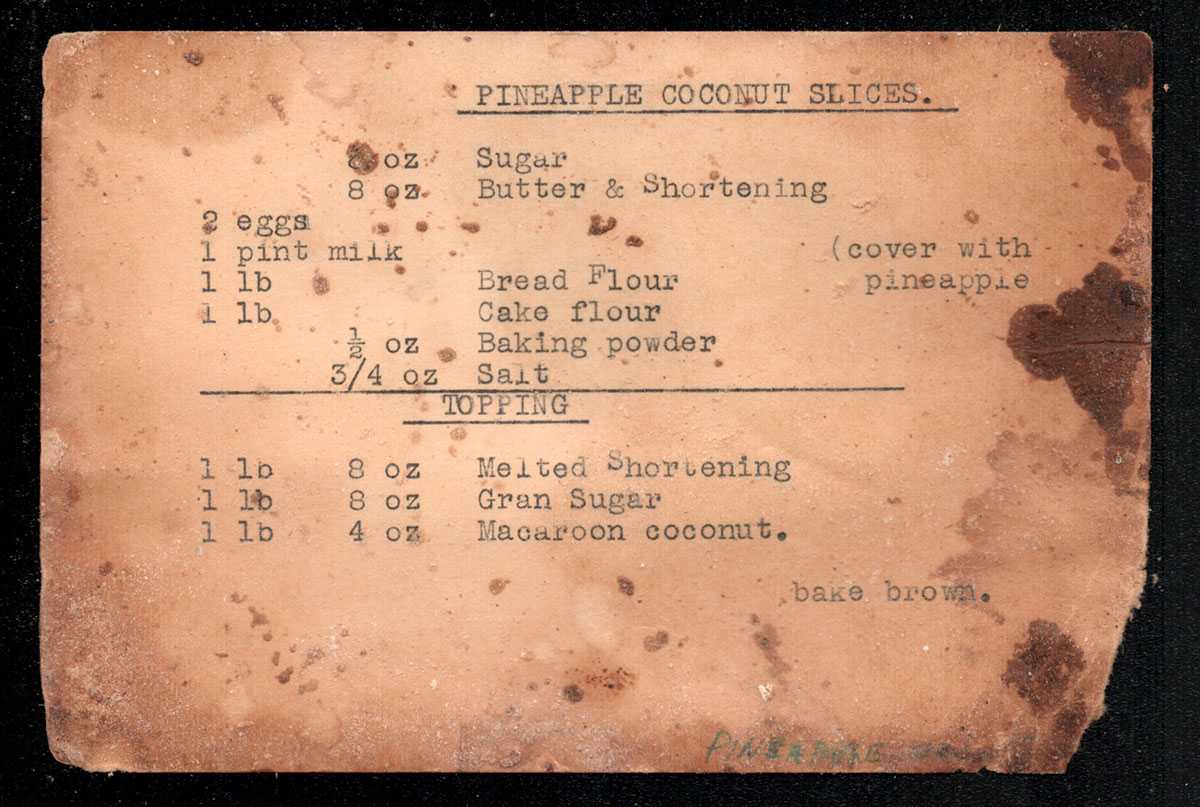 PINEAPPLE COCONUT SLICES.
8 oz Sugar
8 oz Butter & Shortening
2 eggs
1 pint milk (cover with
1 lb Bread Flour pineapple
1 lb Cake flour
½ oz Baking powder
3/4 oz Salt
TOPPING
1 lb 8 oz Melted Shortening
1 lb 8 oz Gran Sugar
1 lb 4 oz Macaroon coconut.
bake brown.
PINEAPPLE